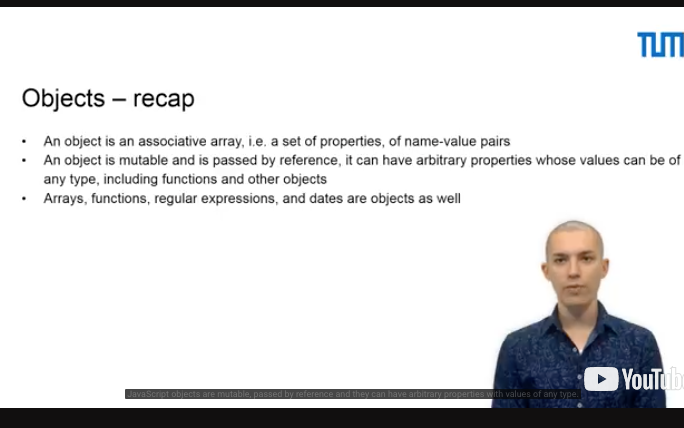 TUM
Objects – recap
• An object is an associative array, i.e. a set of properties, of name-value pairs
• An object is mutable and is passed by reference, it can have arbitrary properties whose values can be of
any type, including functions and other objects
• Arrays, functions, regular expressions, and dates are objects as well
YouTube
JavaScript objects are mutable, passed by reference and they can have arbitrary properties with values of any type.